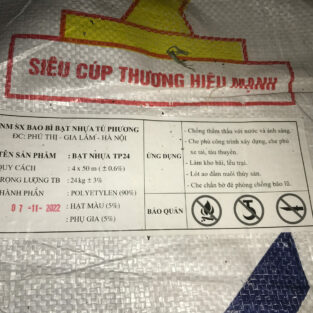 SIÊU CÚP THƯƠNG HIỆU MẠNH
NM SX BAO BÌ BẠT NHỰA TÚ PHƯƠNG
ĐC: PHÚ THỊ - GIA LÂM - HÀ NỘI
TÊN SẢN PHẨM : BẠT NHỰA TP24
QUY CÁCH : 4 x 50 m (± 0.6%)
TRỌNG LƯỢNG TB : 24 kg ± 3%
THÀNH PHẦN : POLYETYLEN (90%)
: HẠT MÀU (5%)
: PHỤ GIA (5%)
07-11-2022
ỨNG DỤNG
- Chống thấm thấu với nước và ánh sáng.
- Che phủ công trình xây dựng, che phủ
xe tải, tàu thuyền.
- Làm kho bãi, lều trại.
- Lót ao đầm nuôi thủy sản.
- Che chắn bờ đê phòng chống bão lũ.
BẢO QUẢN